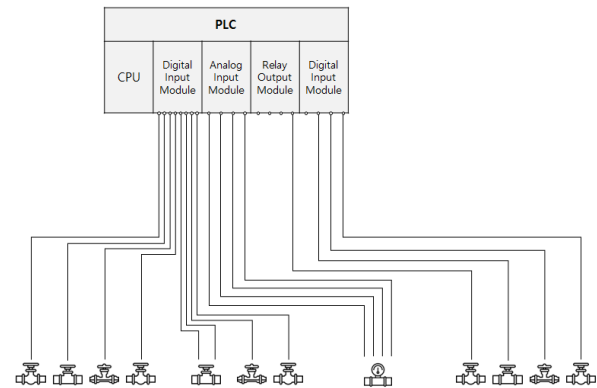 PLC
CPU
Digital
Input
Module
Analog
Input
Module
Relay
Output
Module
Digital
Input
Module